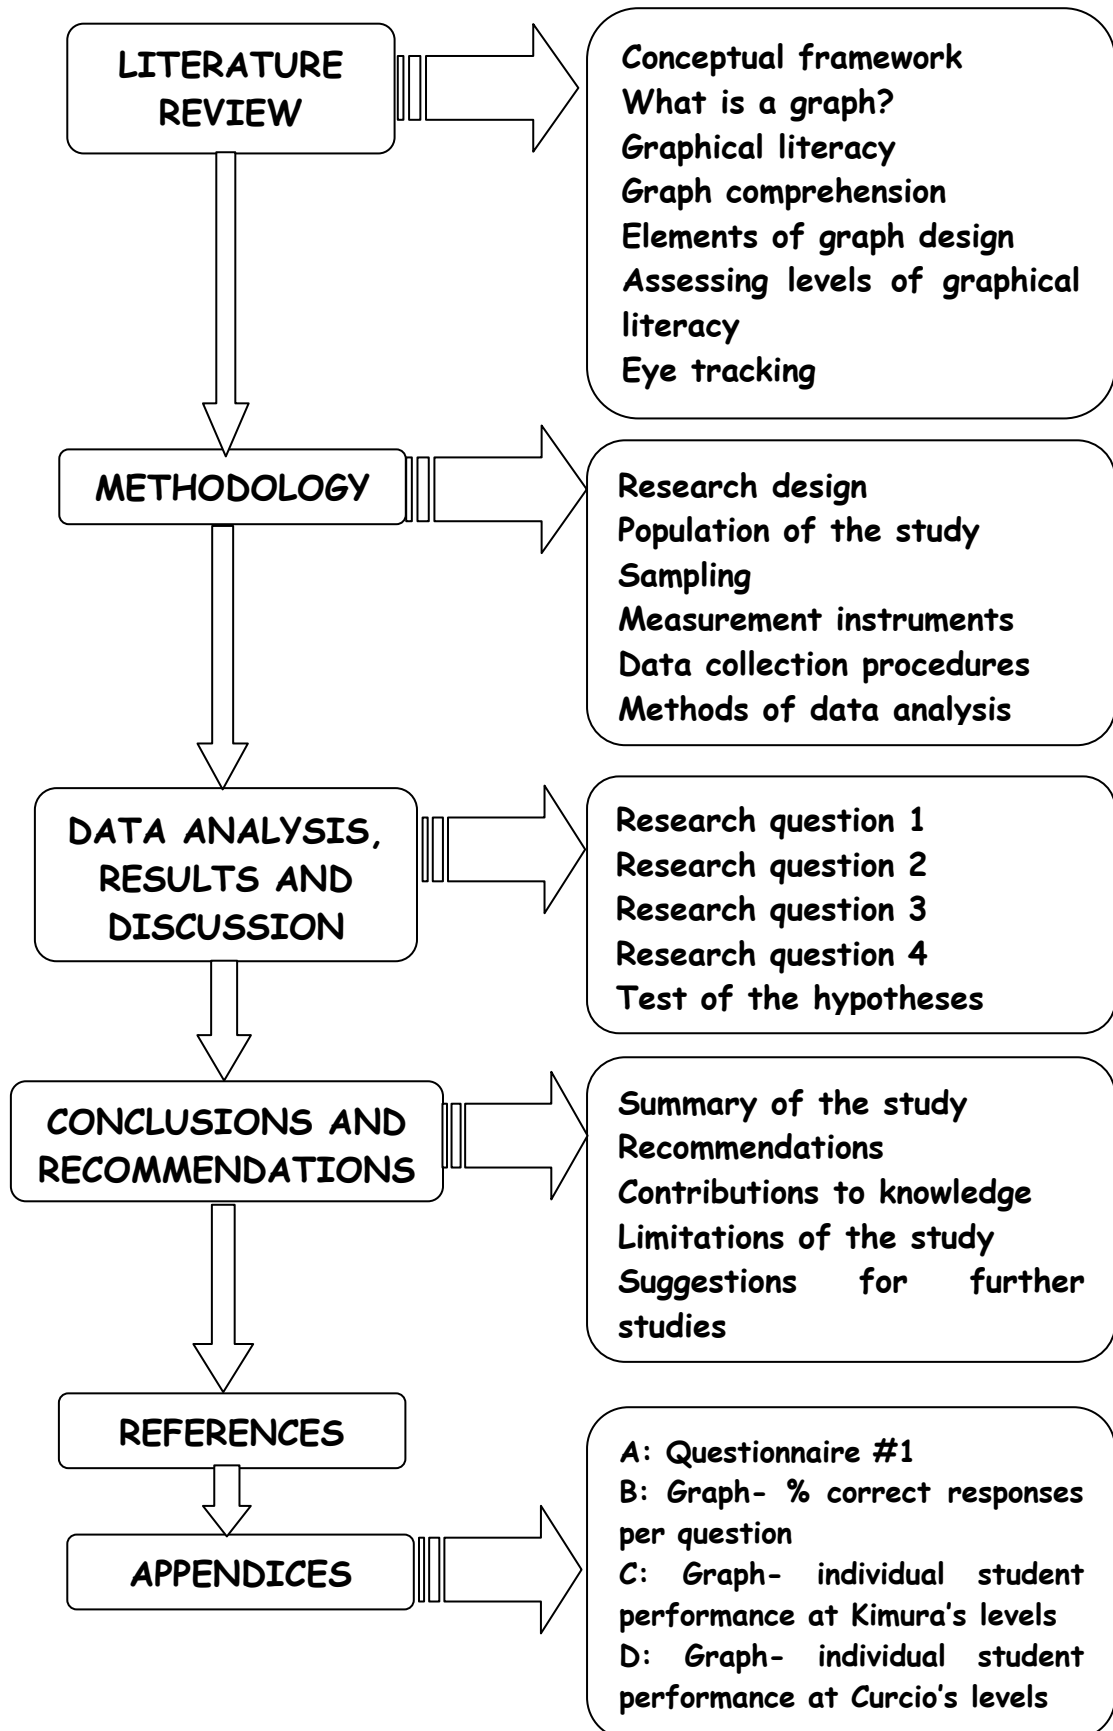 LITERATURE
REVIEW
Conceptual framework
What is a graph?
Graphical literacy
Graph comprehension
Elements of graph design
Assessing levels of graphical
literacy
Eye tracking
METHODOLOGY
Research design
Population of the study
Sampling
Measurement instruments
Data collection procedures
Methods of data analysis
DATA ANALYSIS,
RESULTS AND
DISCUSSION
Research question 1
Research question 2
Research question 3
Research question 4
Test of the hypotheses
CONCLUSIONS AND
RECOMMENDATIONS
Summary of the study
Recommendations
Contributions to knowledge
Limitations of the study
Suggestions for further
studies
REFERENCES
APPENDICES
A: Questionnaire #1
B: Graph- % correct responses
per question
C: Graph- individual student
performance at Kimura's levels
D: Graph- individual student
performance at Curcio's levels